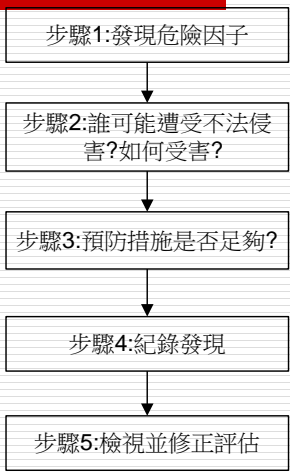 步驟1:發現危險因子
步驟2:誰可能遭受不法侵
害?如何受害?
步驟3:預防措施是否足夠?
步驟4:紀錄發現
步驟5:檢視並修正評估